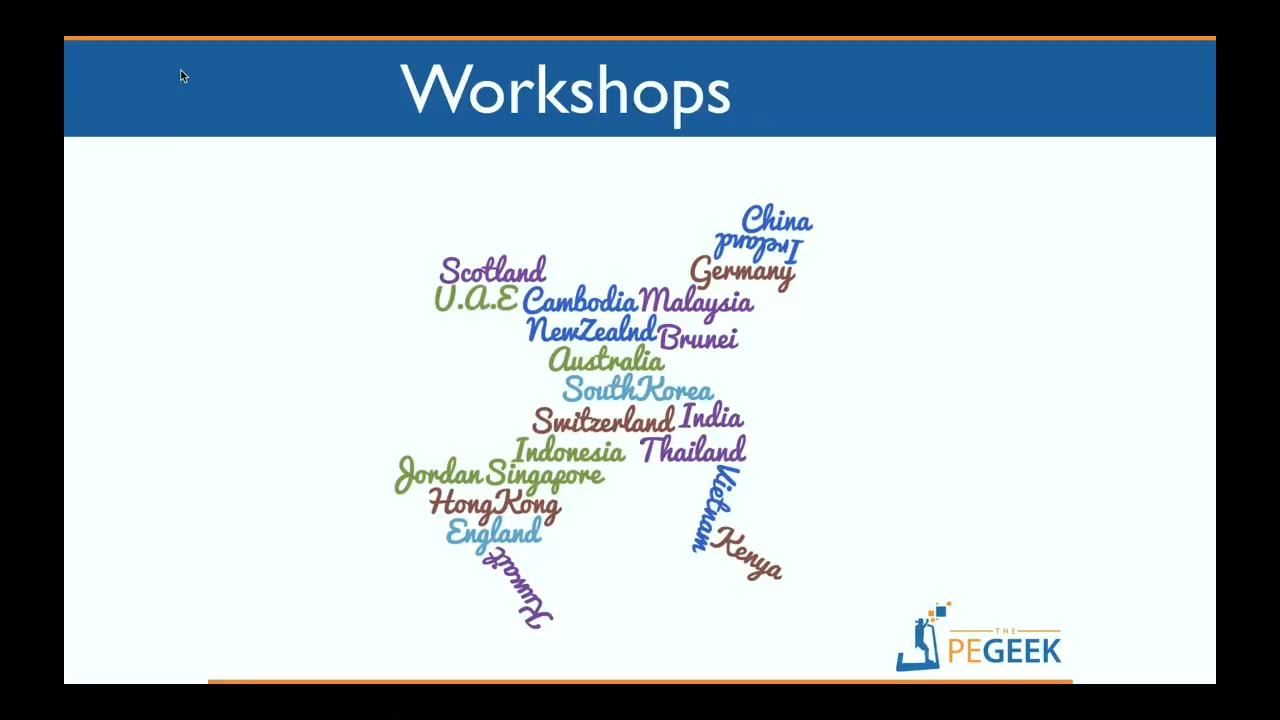 Workshops
China
Ireland
Scotland
Germany
U.A.E Cambodia Malaysia
NewZealnd Brunei
Australia
SouthKorea
Switzerland India
Indonesia Thailand
Jordan Singapore
Vietnam
HongKong
England
Kenya
Kuwait
THE
PEGEEK